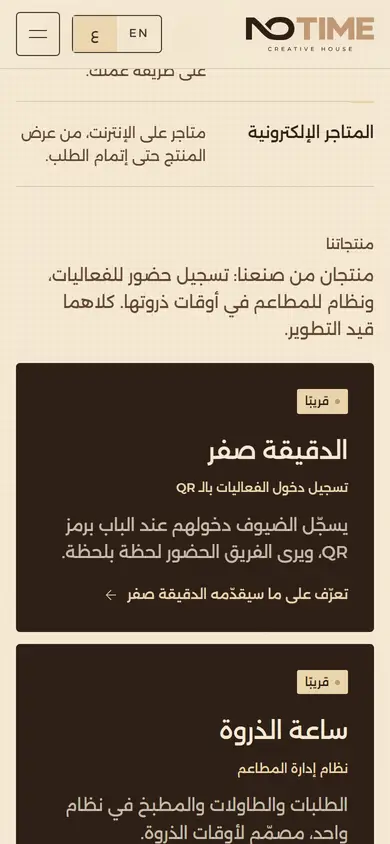 NOTIME
CREATIVE HOUSE
ع
EN
على طريقة عملك.
المتاجر الإلكترونية
متاجر على الإنترنت، من عرض
المنتج حتى إتمام الطلب.
منتجاتنا
منتجان من صنعنا: تسجيل حضور للفعاليات،
ونظام للمطاعم في أوقات ذروتها. كلاهما
قيد التطوير.
قريبًا
الدقيقة صفر
تسجيل دخول الفعاليات بالـ QR
يسجّل الضيوف دخولهم عند الباب برمز
QR، ويرى الفريق الحضور لحظة بلحظة.
تعرّف على ما سيقدّمه الدقيقة صفر ←
قريبًا
ساعة الذروة
نظام إدارة المطاعم
الطلبات والطاولات والمطبخ في نظام
واحد، مصمّم لأوقات الذروة.